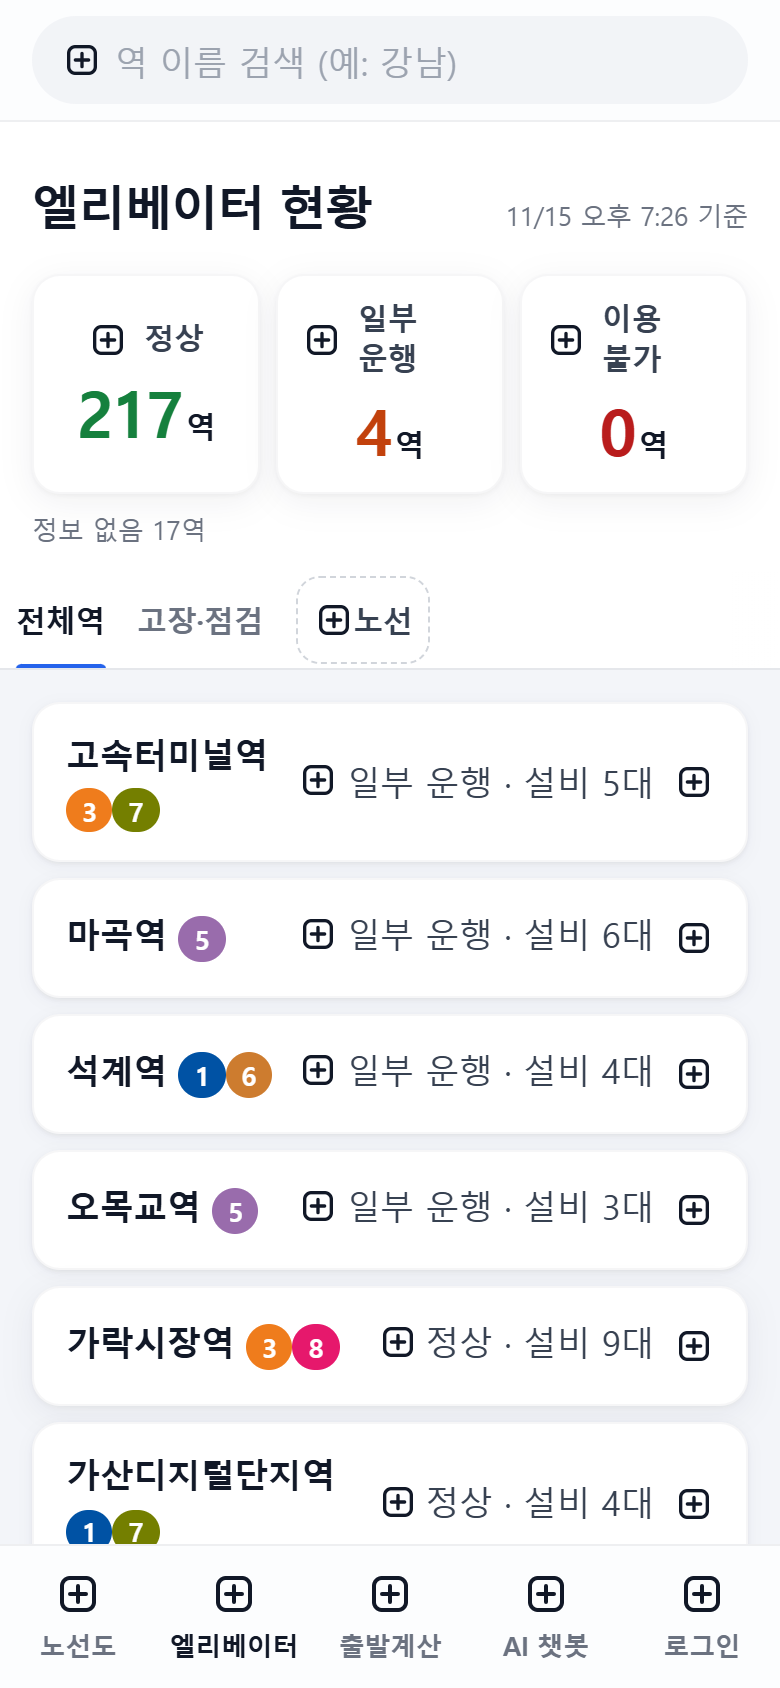 역 이름 검색 (예: 강남)
엘리베이터 현황
11/15 오후 7:26 기준
정상
217역
일부
운행
4역
이용
불가
0역
정보 없음 17역
전체역
고장·점검
노선
고속터미널역
3 7
일부 운행 · 설비 5대
마곡역 5
일부 운행 · 설비 6대
석계역 1 6
일부 운행 · 설비 4대
오목교역 5
일부 운행 · 설비 3대
가락시장역 3 8
정상 · 설비 9대
가산디지털단지역
1 7
정상 · 설비 4대
노선도
엘리베이터
출발계산
AI 챗봇
로그인